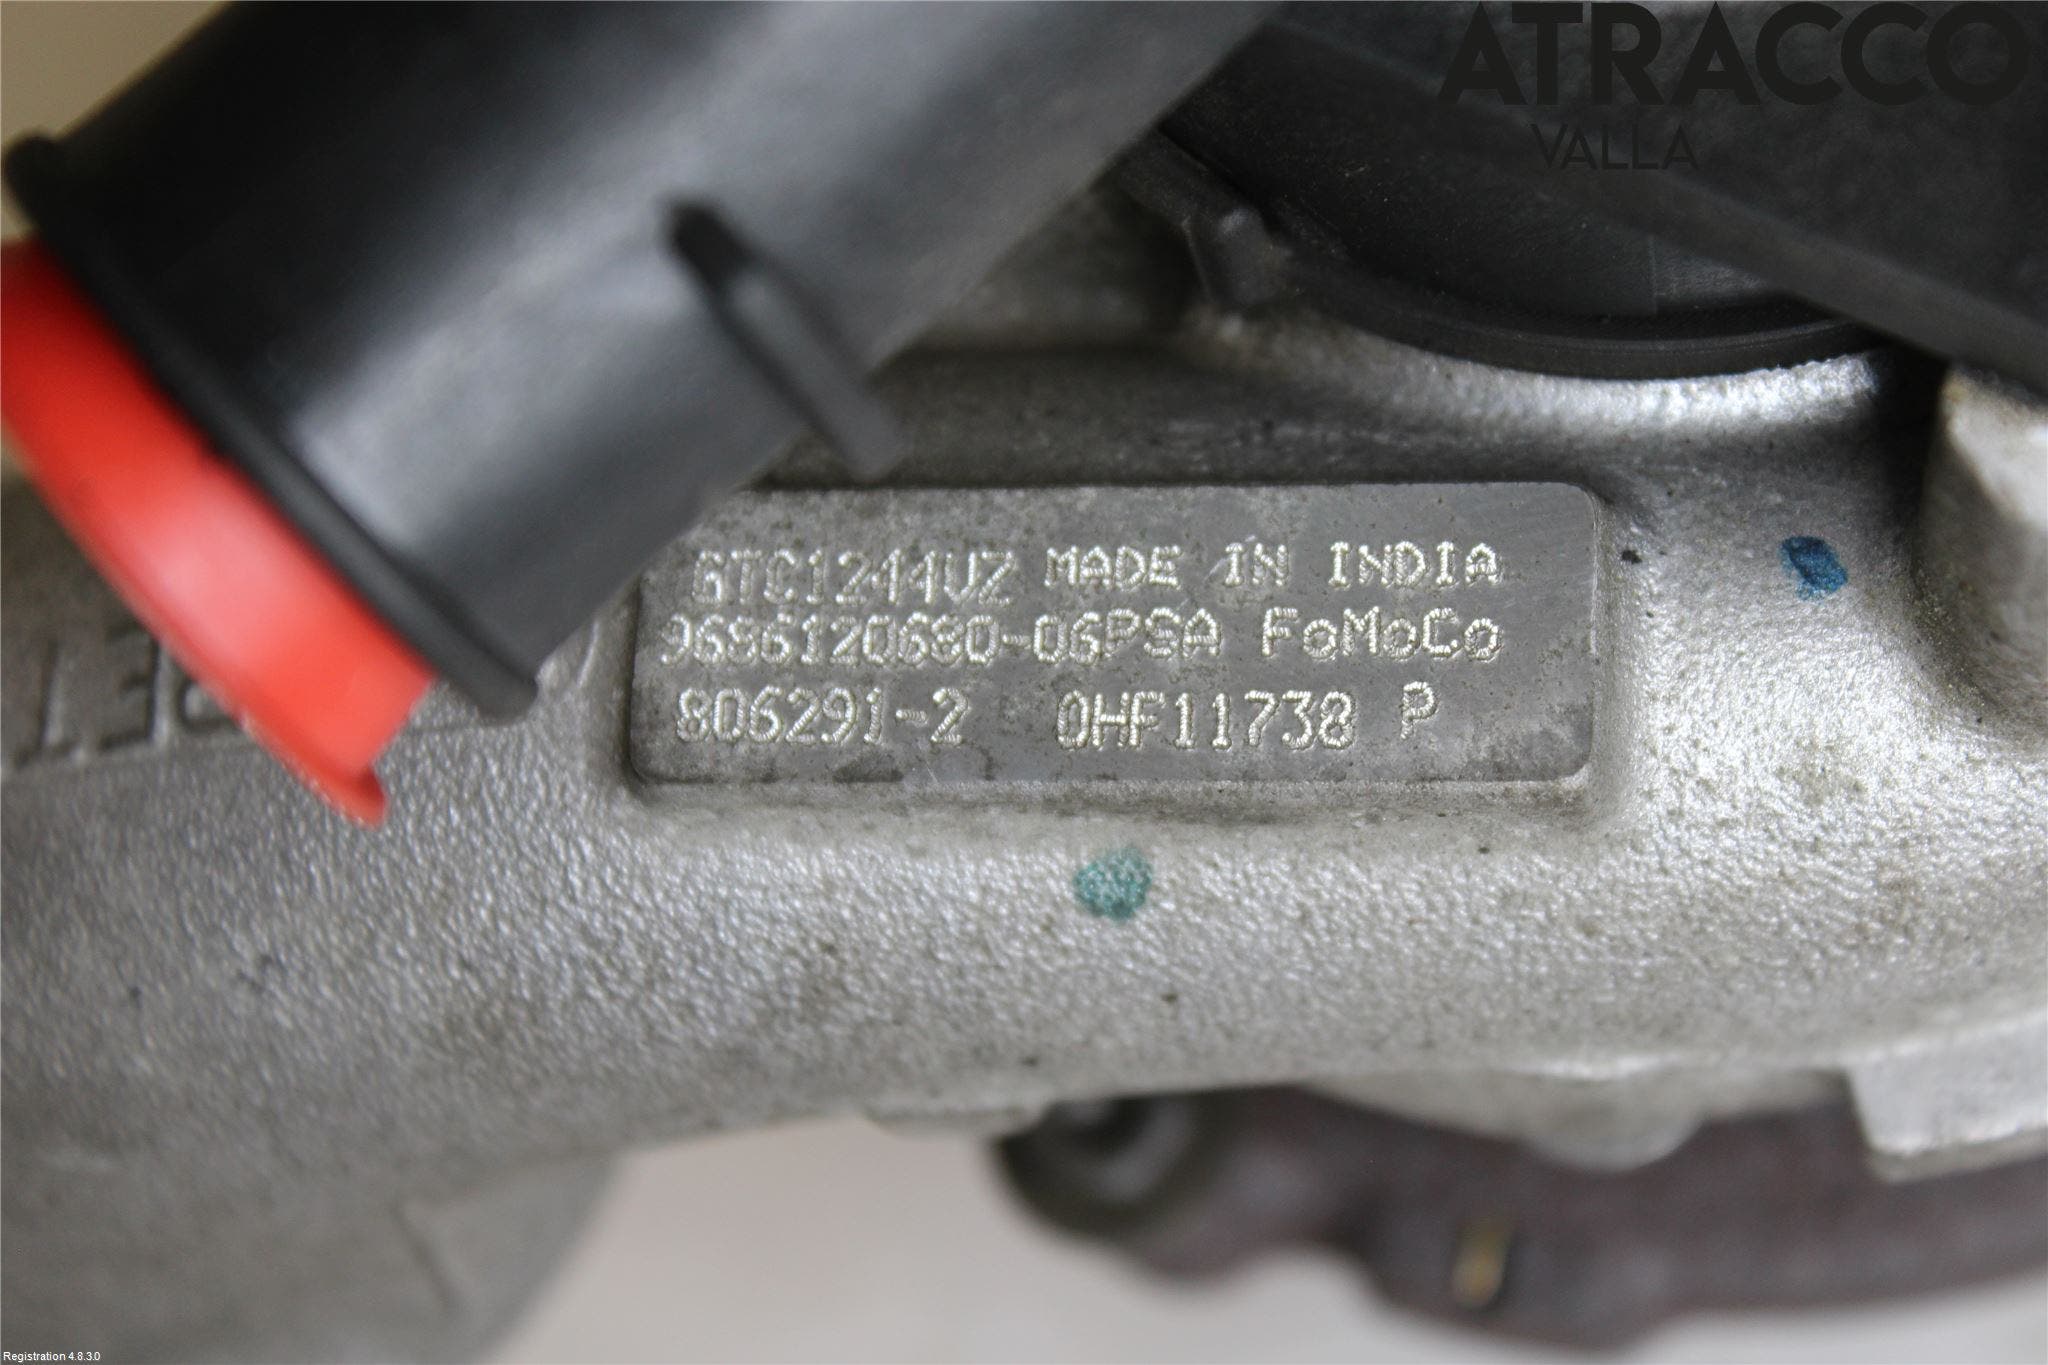 ATRACCO
VALLA
GTC1244VZ MADE IN INDIA
9686120680-06PSA FoMoCo
806291-2 0HF11738 P
Registration 4.8.3.0